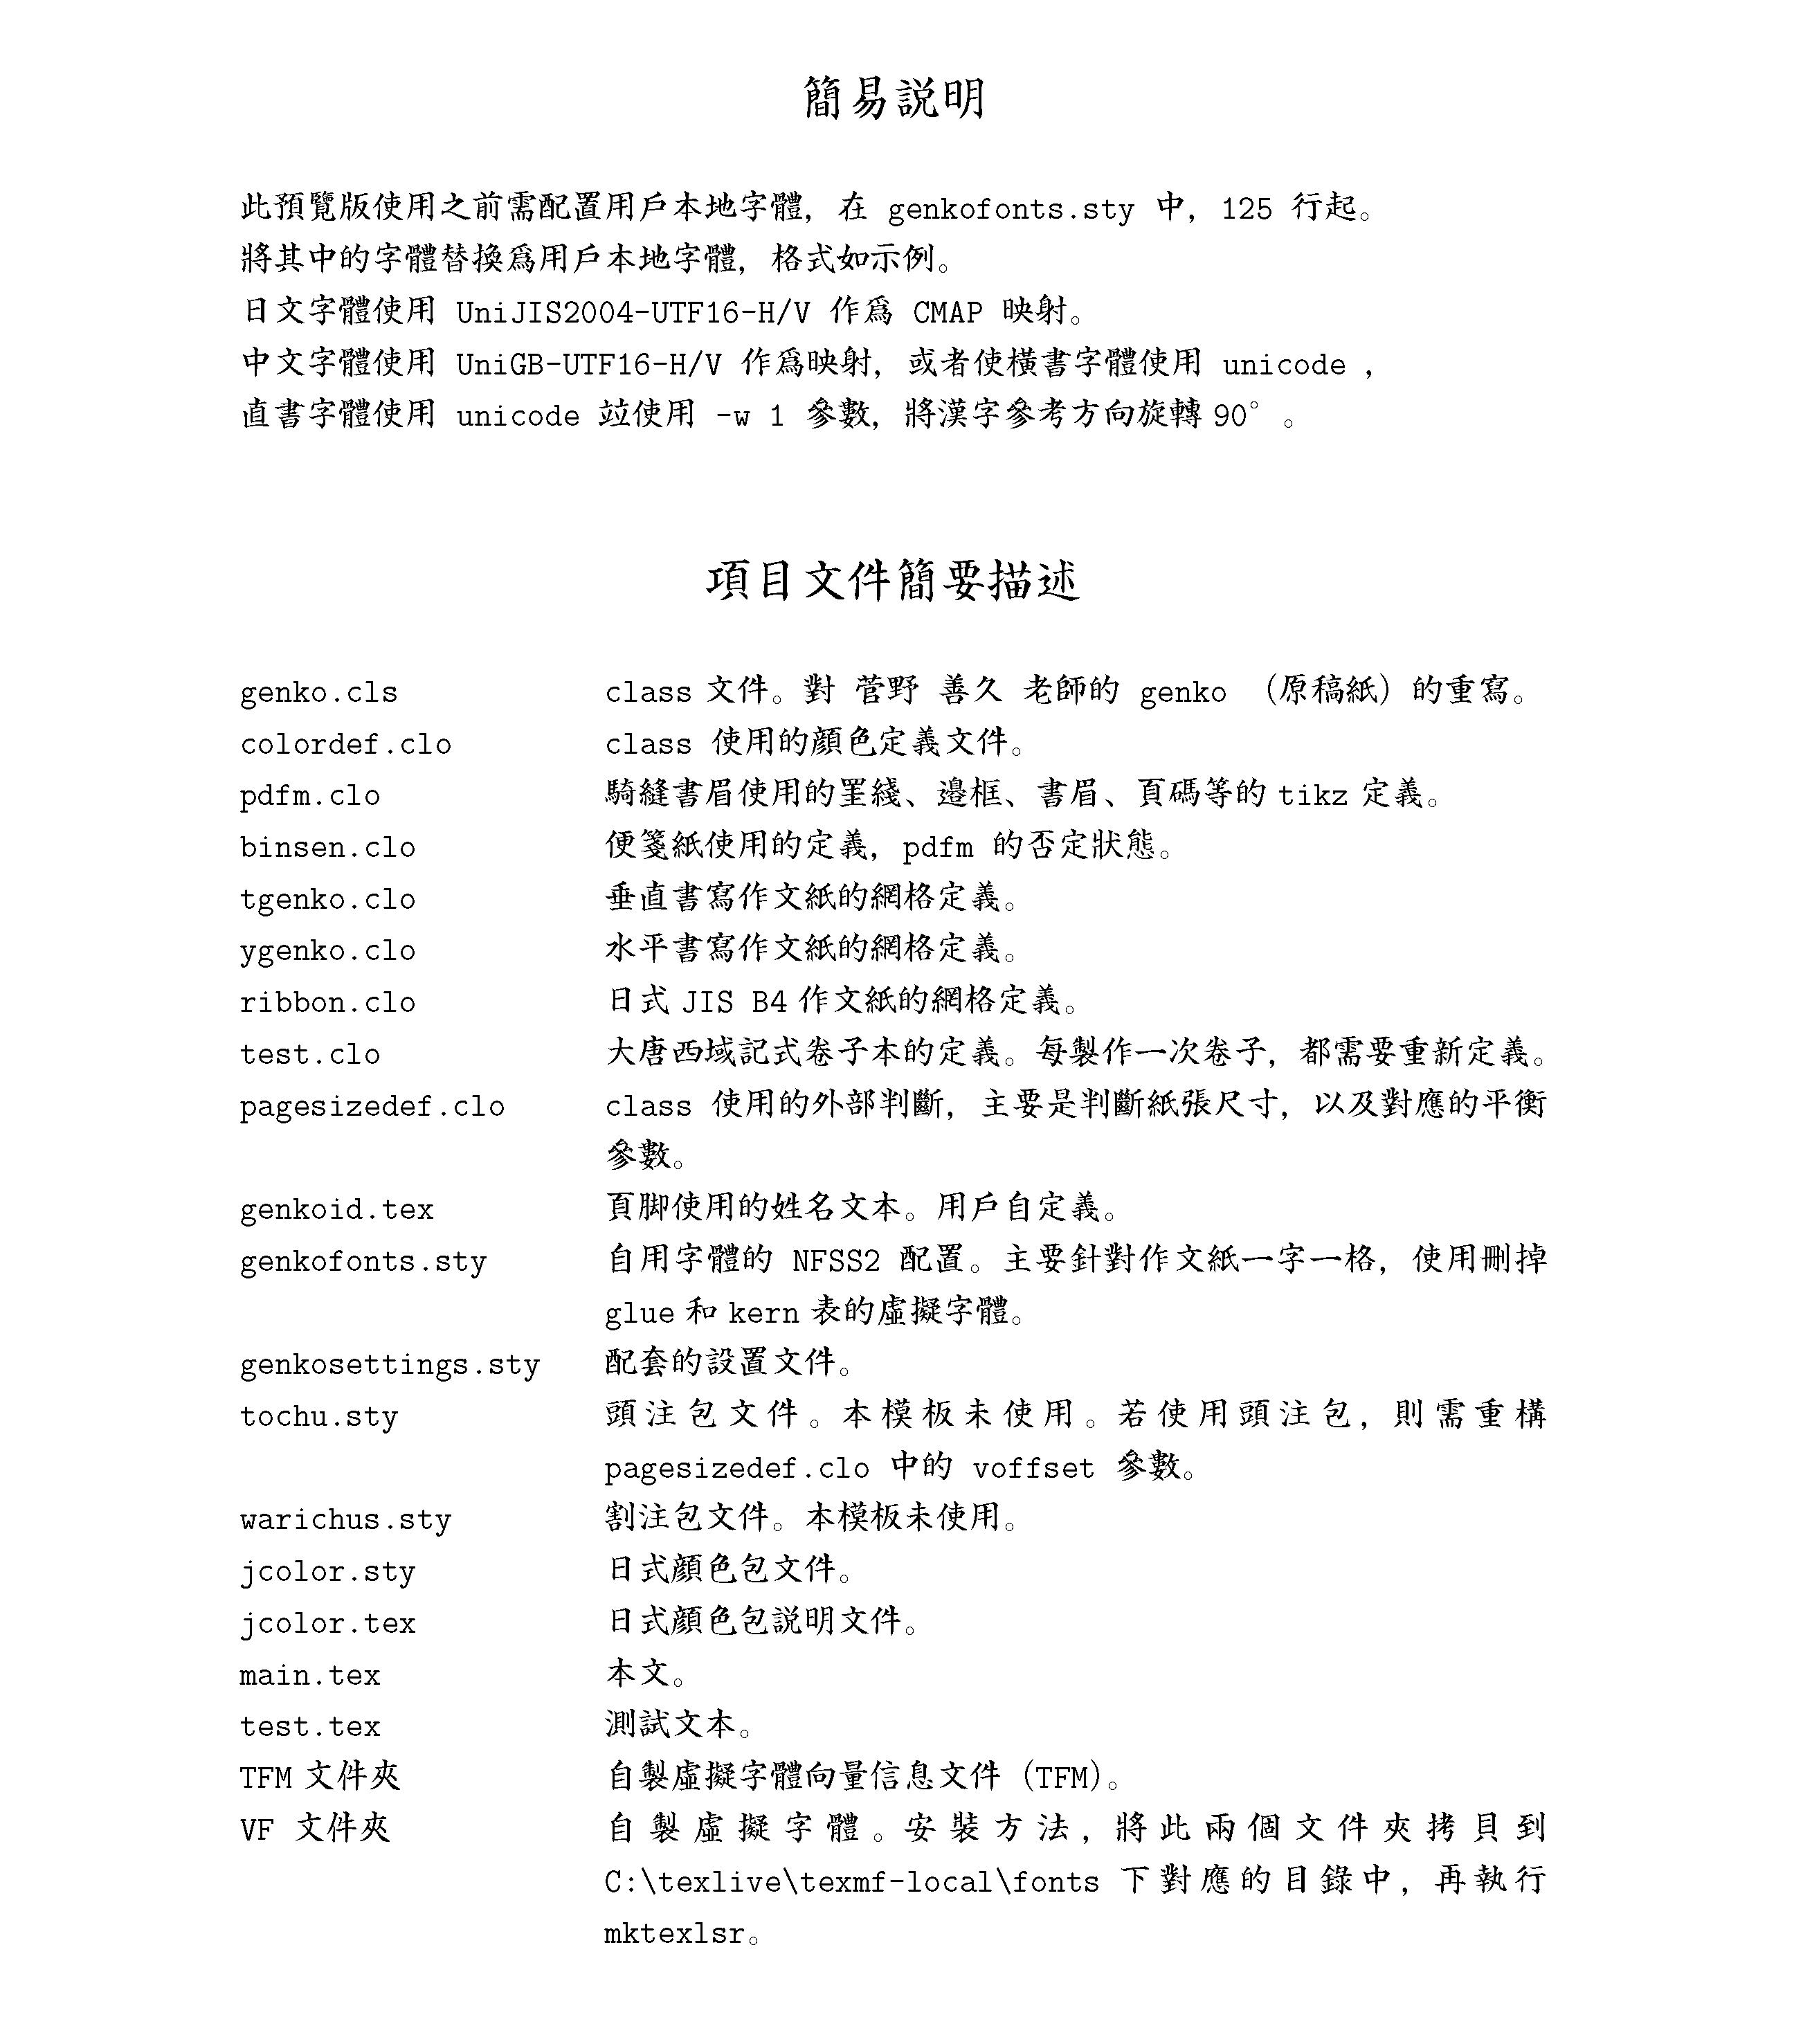 簡易説明
此預覽版使用之前需配置用戶本地字體，在 genkofonts.sty 中，125 行起。
將其中的字體替換爲用戶本地字體，格式如示例。
日文字體使用 UniJIS2004-UTF16-H/V 作爲 CMAP 映射。
中文字體使用 UniGB-UTF16-H/V 作爲映射，或者使橫書字體使用 unicode ，
直書字體使用 unicode 竝使用 -w 1 參數，將漢字參考方向旋轉 90°。
項目文件簡要描述
genko.cls class 文件。對 菅野 善久 老師的 genko （原稿紙）的重寫。
colordef.clo class 使用的顏色定義文件。
pdfm.clo 騎縫書眉使用的罣綫、邊框、書眉、頁碼等的 tikz 定義。
binsen.clo 便箋紙使用的定義，pdfm 的否定狀態。
tgenko.clo 垂直書寫作文紙的網格定義。
ygenko.clo 水平書寫作文紙的網格定義。
ribbon.clo 日式 JIS B4 作文紙的網格定義。
test.clo 大唐西域記式卷子本的定義。每製作一次卷子，都需要重新定義。
pagesizedef.clo class 使用的外部判斷，主要是判斷紙張尺寸，以及對應的平衡
參數。
genkoid.tex 頁脚使用的姓名文本。用戶自定義。
genkofonts.sty 自用字體的 NFSS2 配置。主要針對作文紙一字一格，使用刪掉
glue 和 kern 表的虛擬字體。
genkosettings.sty 配套的設置文件。
tochu.sty 頭注包文件。本模板未使用。若使用頭注包，則需重構
pagesizedef.clo 中的 voffset 參數。
warichus.sty 割注包文件。本模板未使用。
jcolor.sty 日式顏色包文件。
jcolor.tex 日式顏色包説明文件。
main.tex 本文。
test.tex 測試文本。
TFM 文件夾 自製虛擬字體向量信息文件（TFM）。
VF 文件夾 自製虛擬字體。安裝方法，將此兩個文件夾拷貝到
C:\texlive\texmf-local\fonts 下對應的目錄中，再執行
mktexlsr。